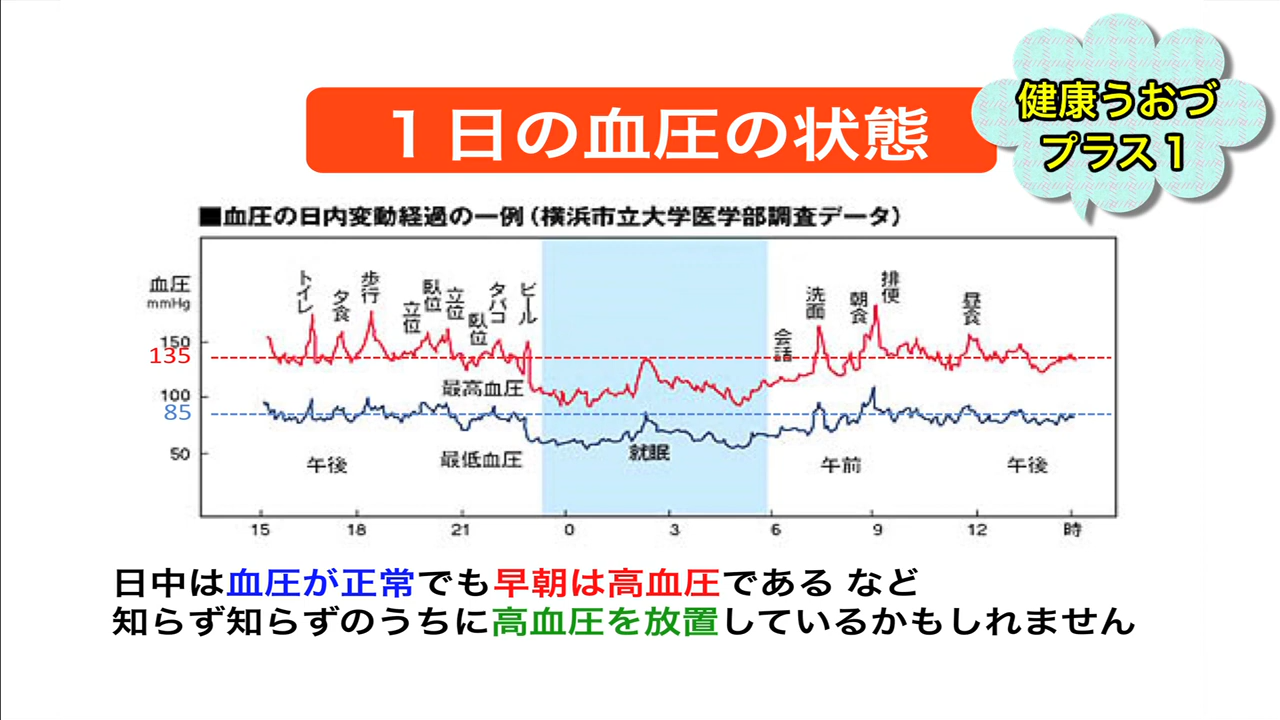 1日の血圧の状態
健康うおづ
プラス1
■血圧の日内変動経過の一例(横浜市立大学医学部調査データ)
血圧
mmHg
トイレ
夕食
歩行
立位
臥位
立位
臥位
タバコ
ビール
会話
洗面
朝食
排便
昼食
150
135
100
85
50
最高血圧
最低血圧
就眠
午後
午前
午後
15 18 21 0 3 6 9 12 時
日中は血圧が正常でも早朝は高血圧である など
知らず知らずのうちに高血圧を放置しているかもしれません